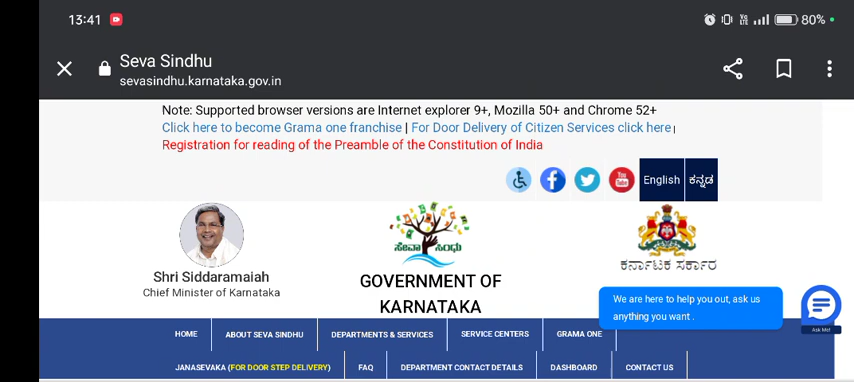 13:41
Vo LTE 80%
Seva Sindhu
sevasindhu.karnataka.gov.in
Note: Supported browser versions are Internet explorer 9+, Mozilla 50+ and Chrome 52+
Click here to become Grama one franchise | For Door Delivery of Citizen Services click here |
Registration for reading of the Preamble of the Constitution of India
You Tube English ಕನ್ನಡ
ಸೇವಾ ಸಿಂಧು
ಕರ್ನಾಟಕ ಸರ್ಕಾರ
Shri Siddaramaiah
Chief Minister of Karnataka
GOVERNMENT OF
KARNATAKA
We are here to help you out, ask us
anything you want .
Ask Me!
HOME ABOUT SEVA SINDHU DEPARTMENTS & SERVICES SERVICE CENTERS GRAMA ONE
JANASEVAKA (FOR DOOR STEP DELIVERY) FAQ DEPARTMENT CONTACT DETAILS DASHBOARD CONTACT US